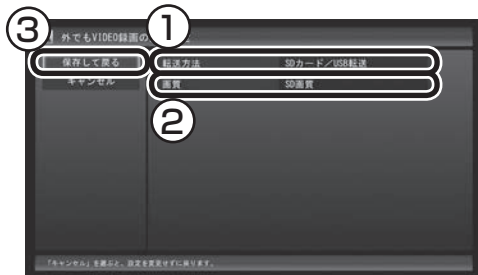 ③ 外でもVIDEO録画の
①
保存して戻る 転送方法 SDカード/USB転送
キャンセル 画質 SD画質
②
「キャンセル」を選ぶと、設定を変更せずに戻ります。